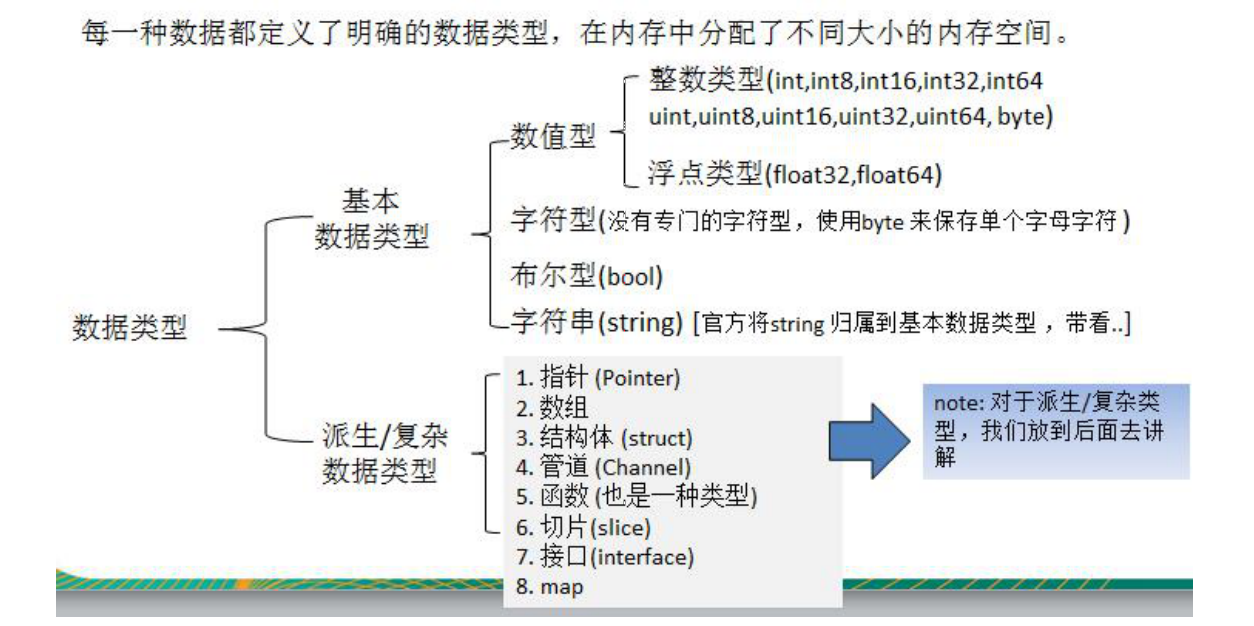 每一种数据都定义了明确的数据类型，在内存中分配了不同大小的内存空间。
整数类型(int,int8,int16,int32,int64
uint,uint8,uint16,uint32,uint64, byte)
数值型
浮点类型(float32,float64)
基本
数据类型
字符型(没有专门的字符型，使用byte 来保存单个字母字符 )
布尔型(bool)
字符串(string) [官方将string 归属到基本数据类型 ，带看..]
数据类型
派生/复杂
数据类型
1. 指针 (Pointer)
2. 数组
3. 结构体 (struct)
4. 管道 (Channel)
5. 函数 (也是一种类型)
6. 切片(slice)
7. 接口(interface)
8. map
note: 对于派生/复杂类
型，我们放到后面去讲
解